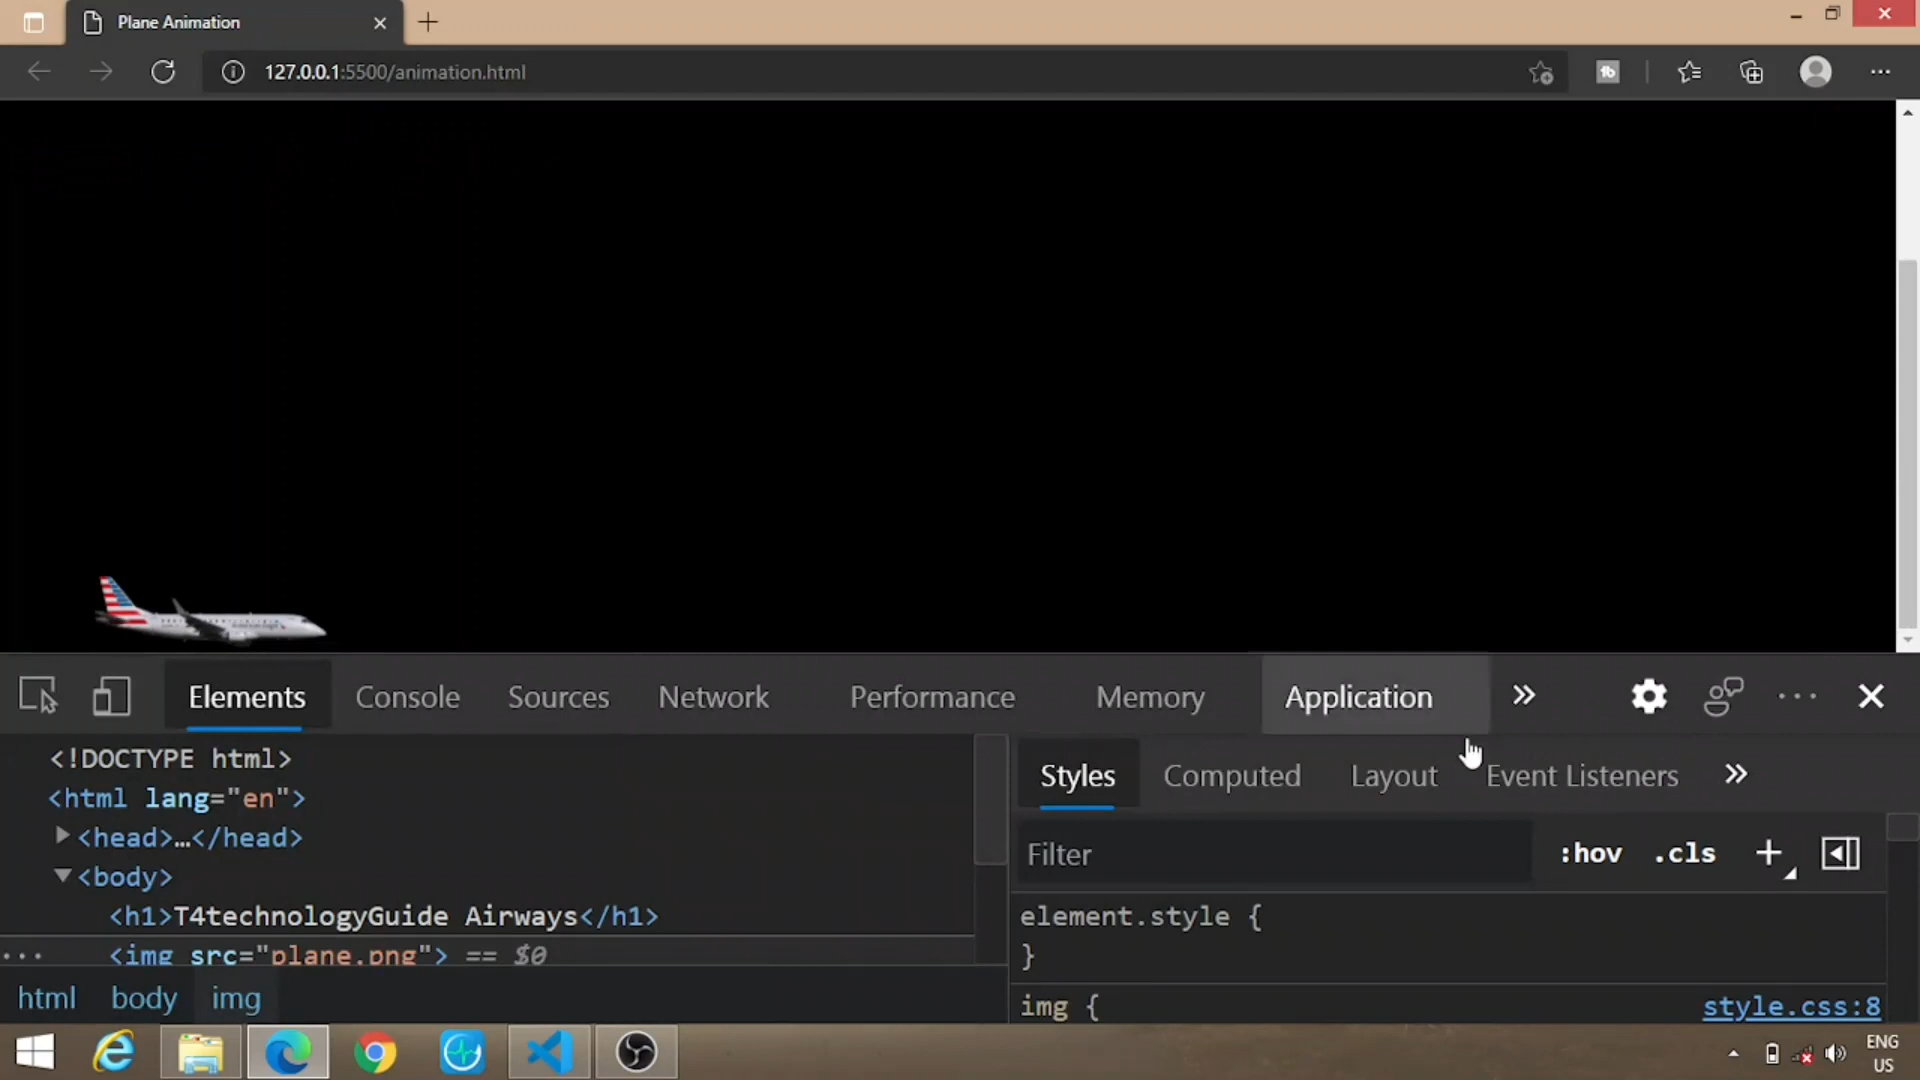 Plane Animation
127.0.0.1:5500/animation.html
Elements Console Sources Network Performance Memory Application
<!DOCTYPE html>
<html lang="en">
<head>…</head>
<body>
<h1>T4technologyGuide Airways</h1>
<img src="plane.png"> == $0
html body img
Styles Computed Layout Event Listeners
Filter :hov .cls
element.style {
}
img { style.css:8
ENG
US